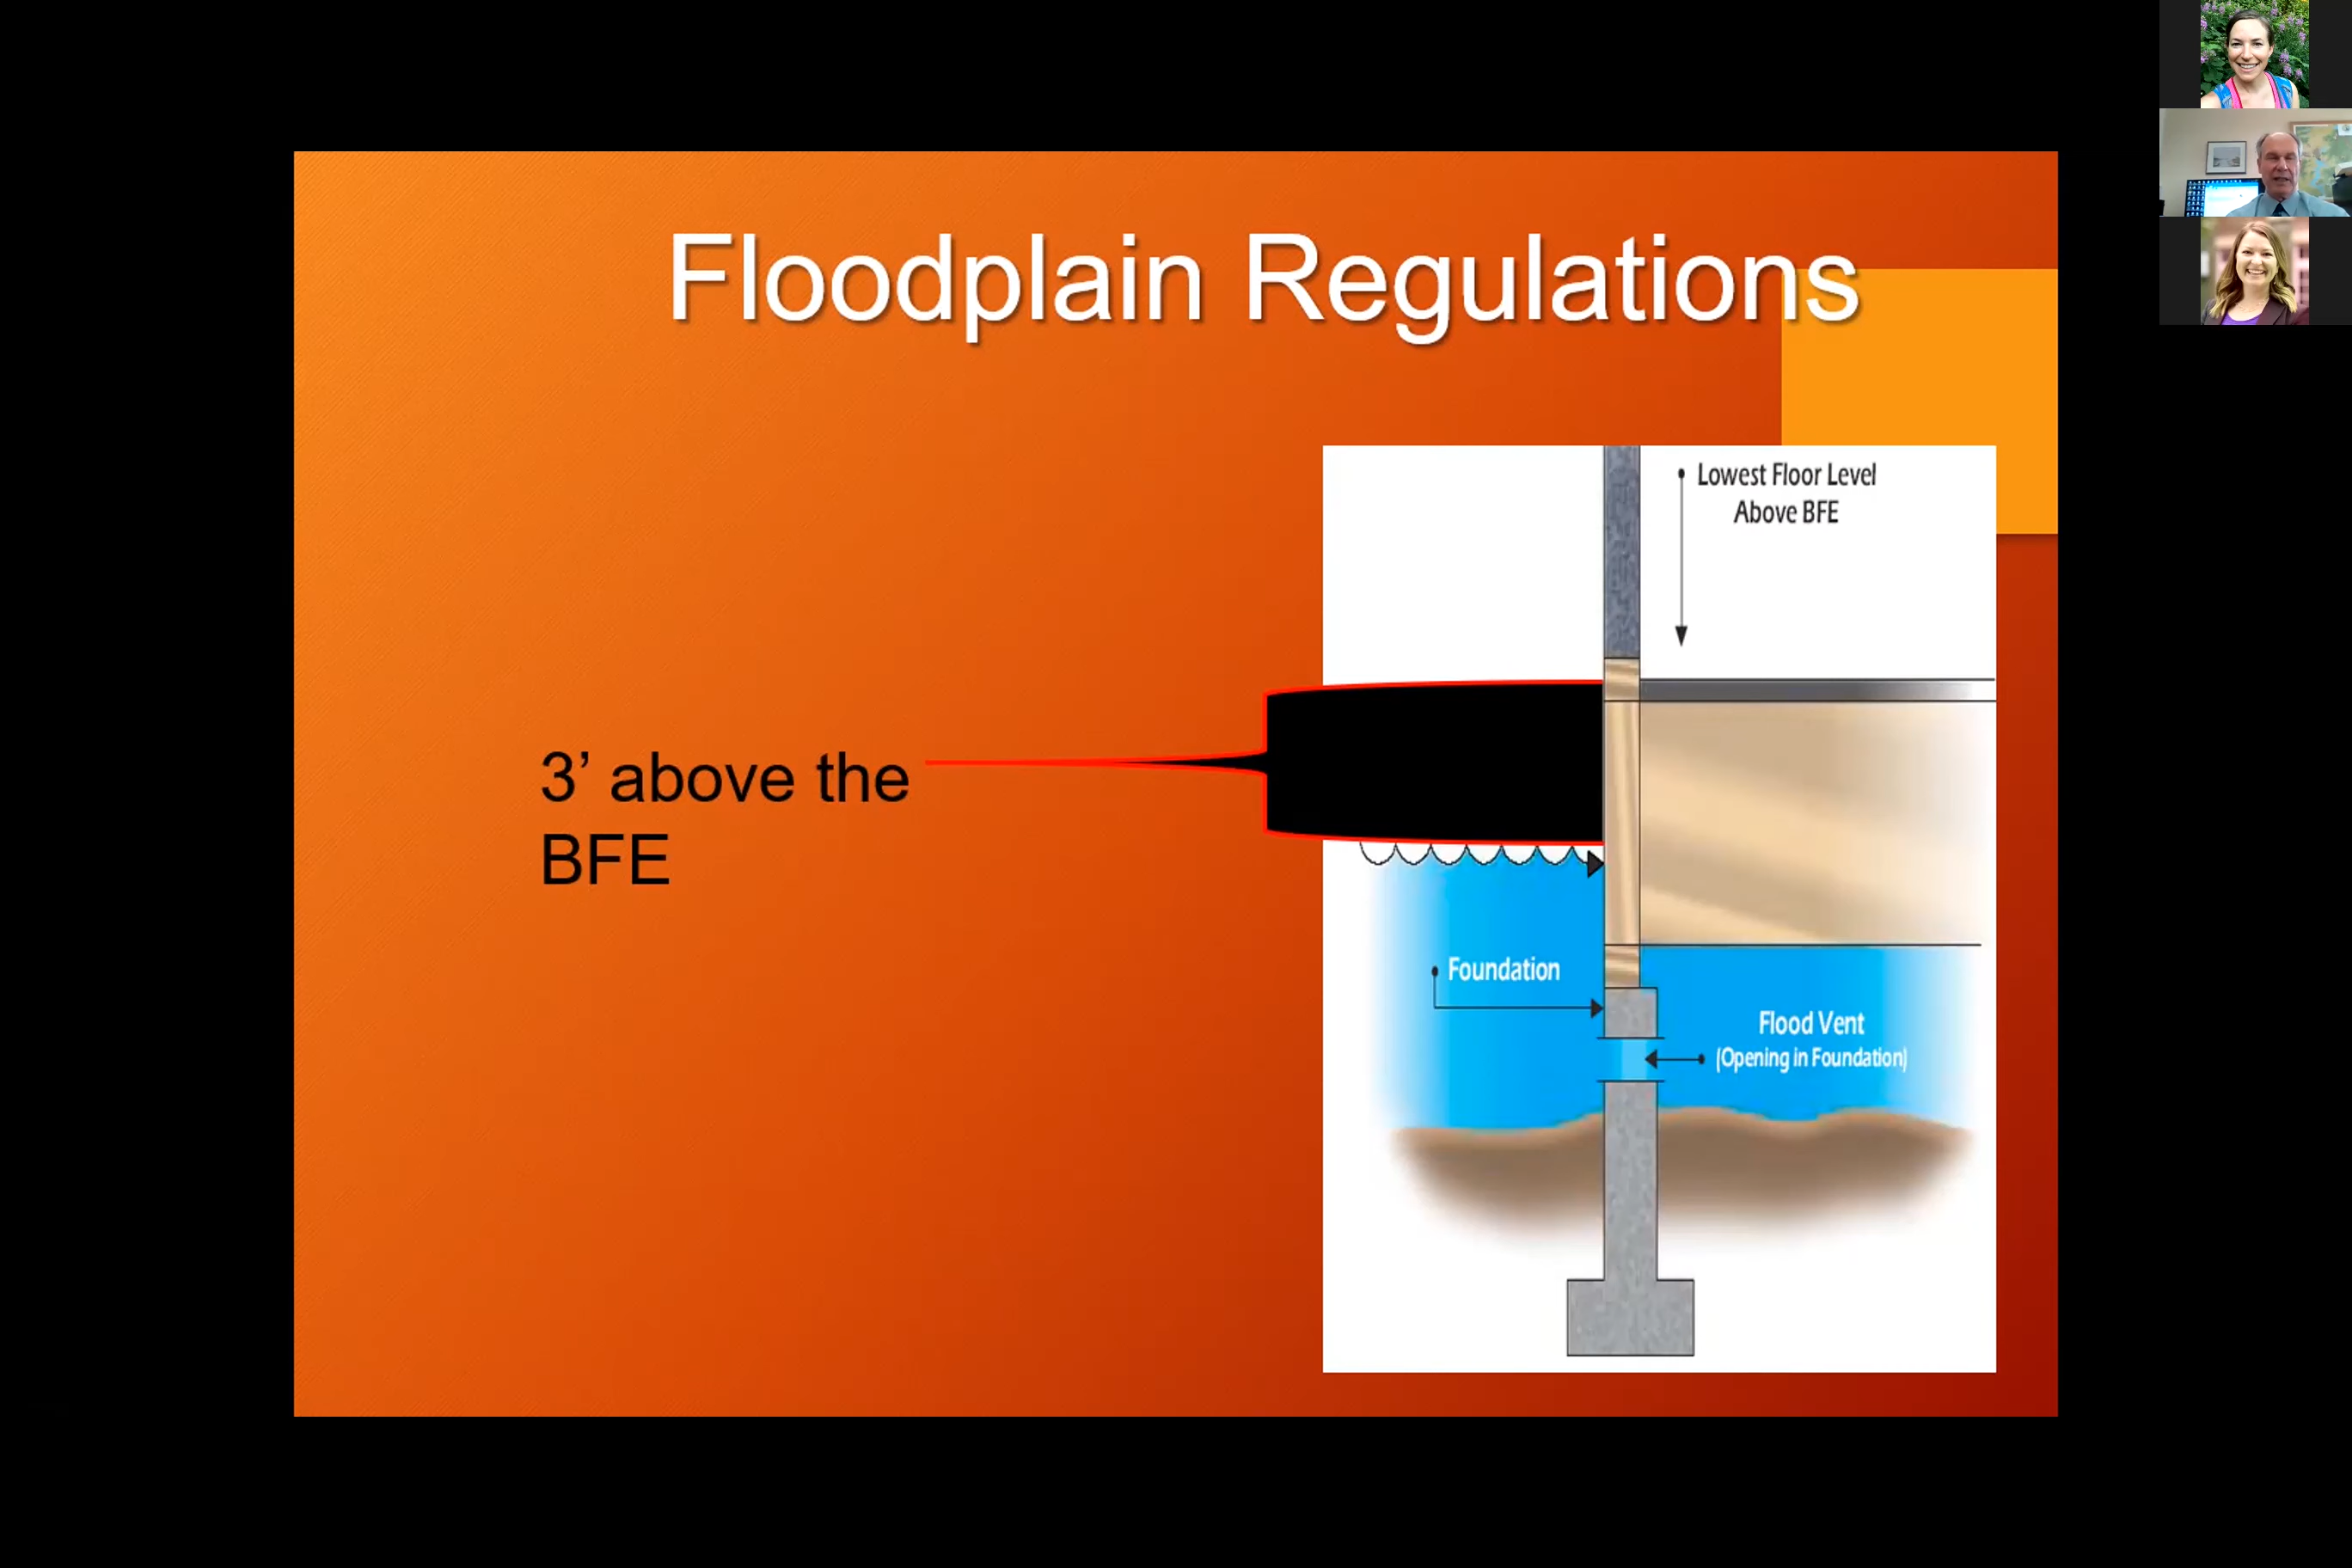 Floodplain Regulations
3’ above the
BFE
Lowest Floor Level
Above BFE
Foundation
Flood Vent
(Opening in Foundation)